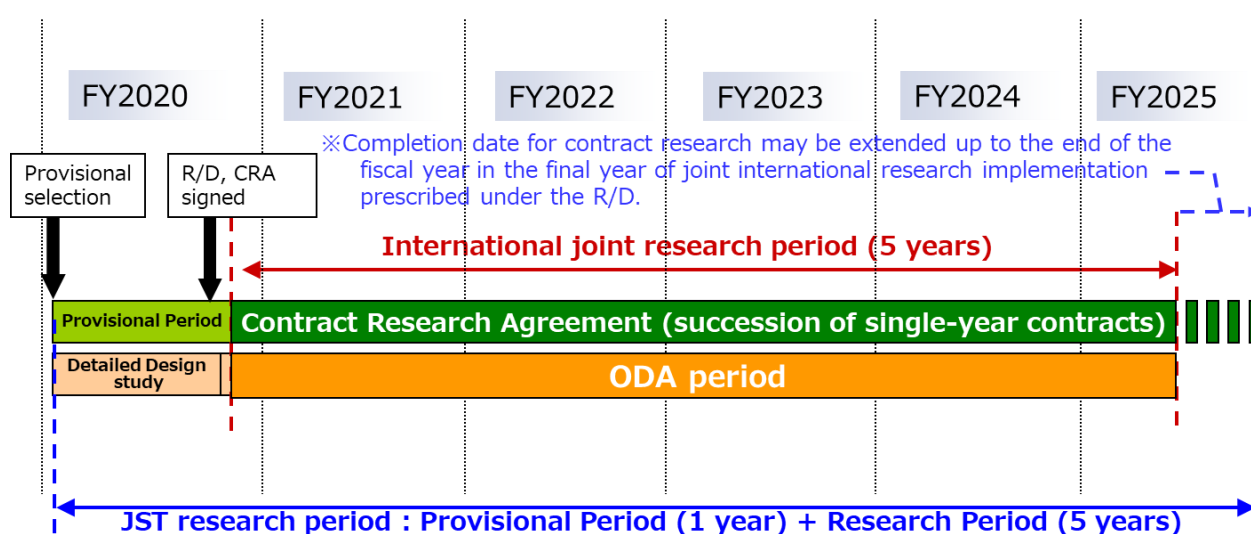 FY2020
FY2021
FY2022
FY2023
FY2024
FY2025
※Completion date for contract research may be extended up to the end of the
fiscal year in the final year of joint international research implementation
prescribed under the R/D.
Provisional
selection
R/D, CRA
signed
International joint research period (5 years)
Provisional Period
Contract Research Agreement (succession of single-year contracts)
Detailed Design
study
ODA period
JST research period : Provisional Period (1 year) + Research Period (5 years)